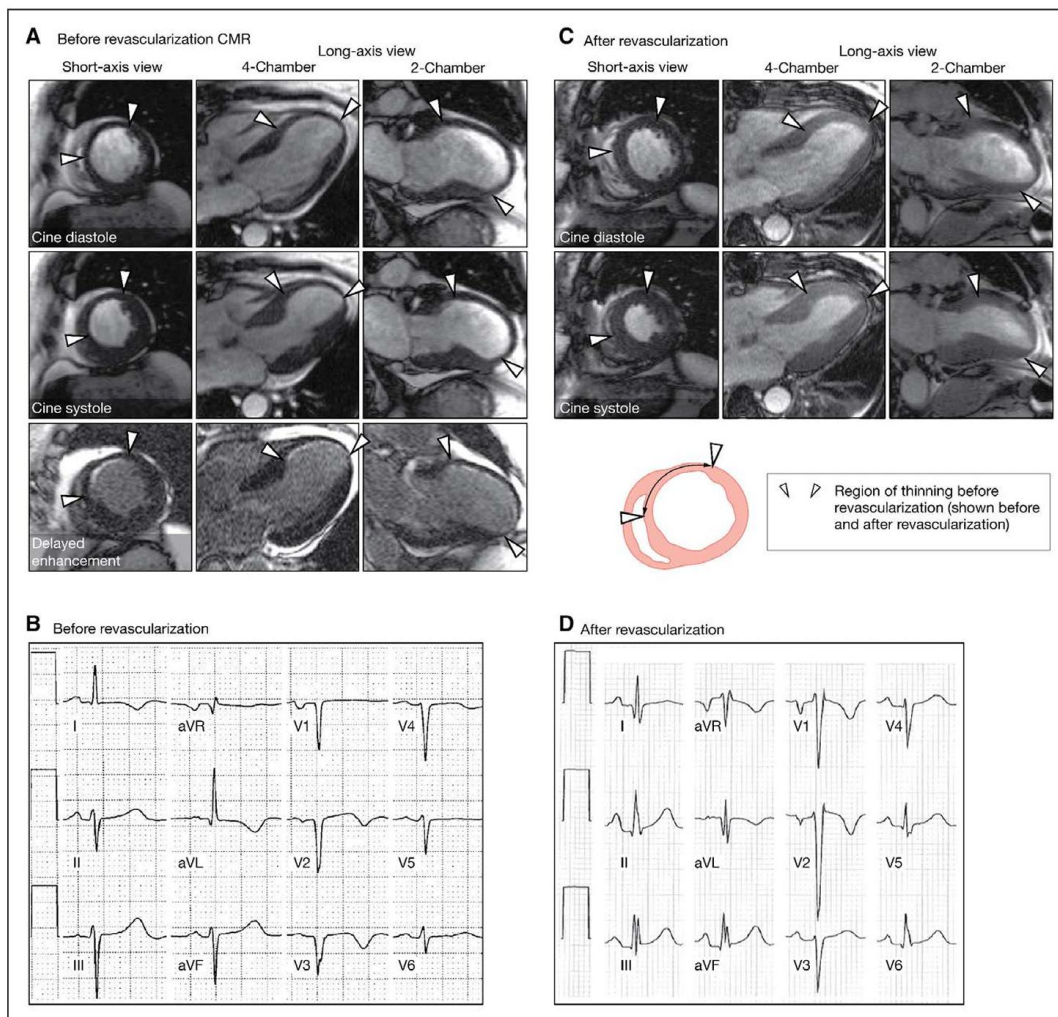 A Before revascularization CMR
Long-axis view
Short-axis view 4-Chamber 2-Chamber
Cine diastole
Cine systole
Delayed
enhancement
C After revascularization
Long-axis view
Short-axis view 4-Chamber 2-Chamber
Cine diastole
Cine systole
Region of thinning before
revascularization (shown before
and after revascularization)
B Before revascularization
I aVR V1 V4
II aVL V2 V5
III aVF V3 V6
D After revascularization
I aVR V1 V4
II aVL V2 V5
III aVF V3 V6